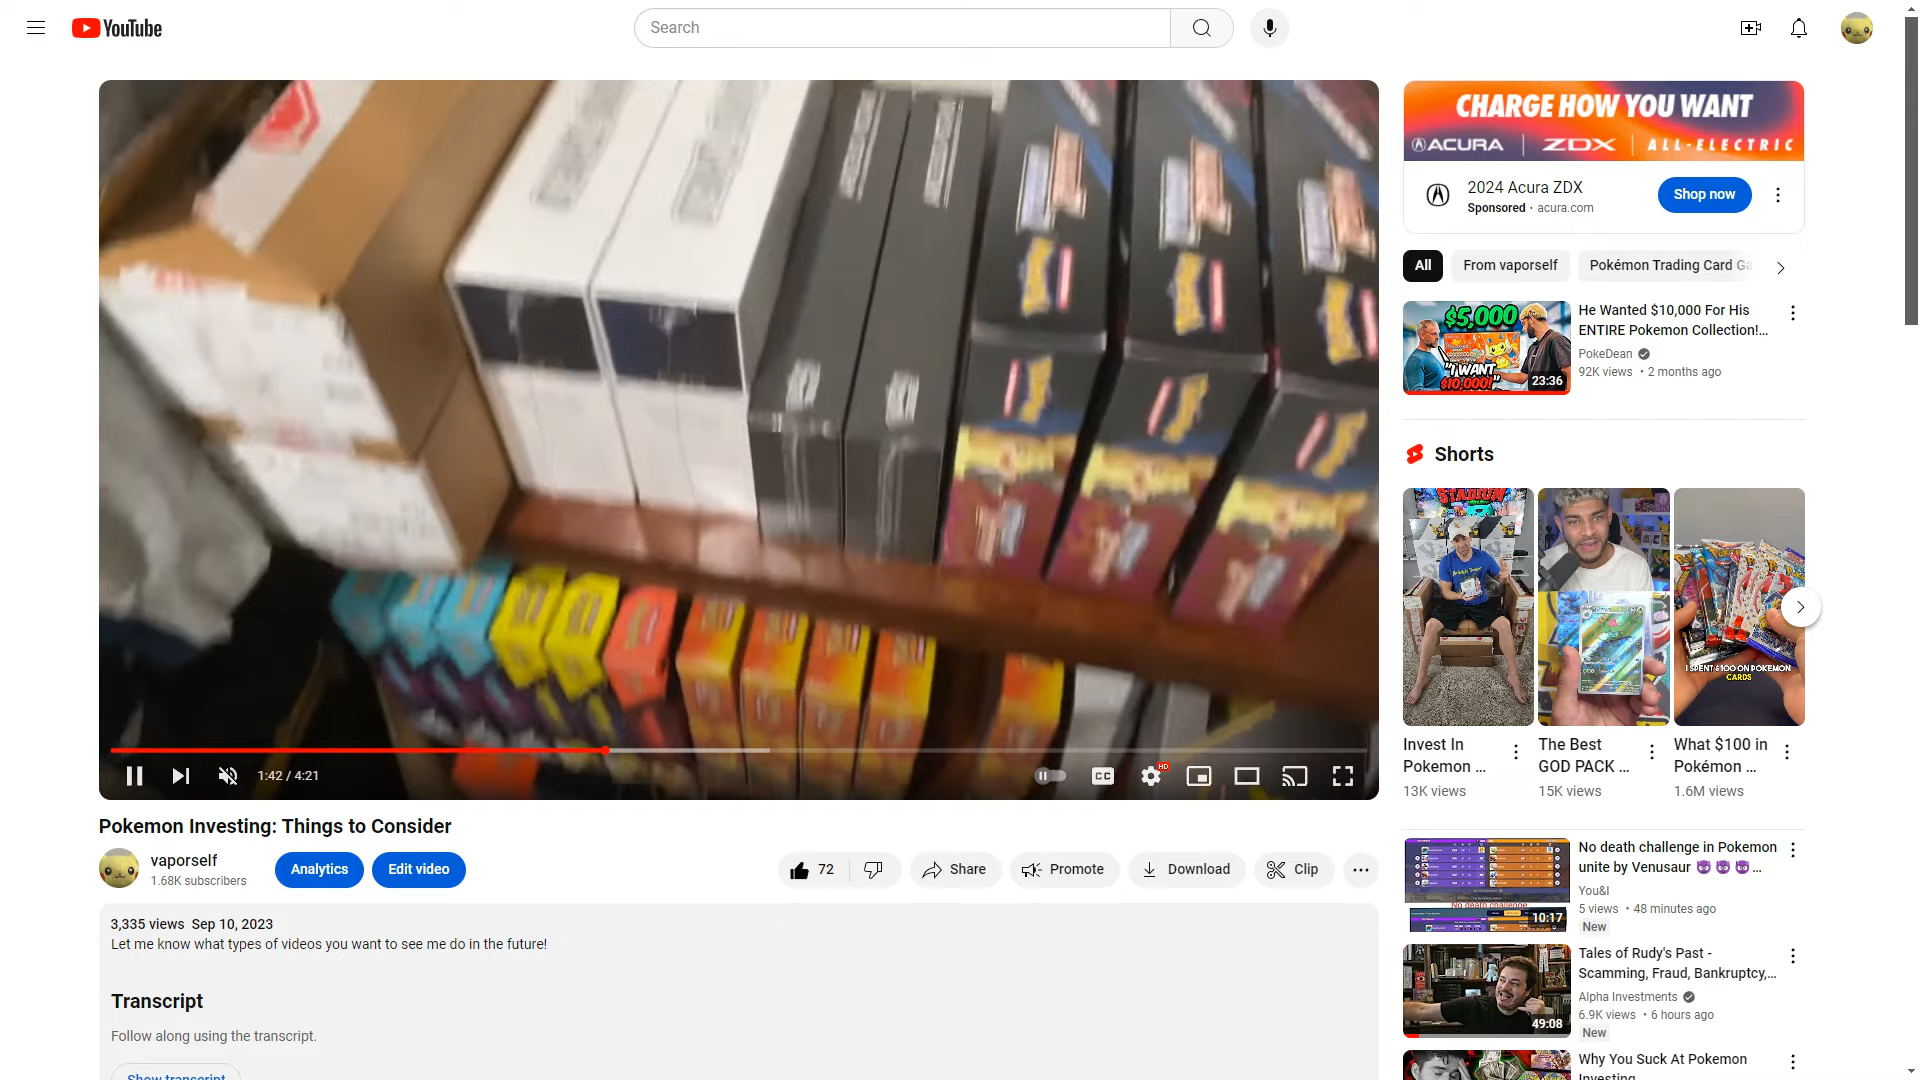 YouTube
Search
CHARGE HOW YOU WANT
ACURA | ZDX | ALL-ELECTRIC
2024 Acura ZDX
Sponsored · acura.com
Shop now
All
From vaporself
Pokémon Trading Card Ga
$5,000
"I WANT
$10,000!"
23:36
He Wanted $10,000 For His
ENTIRE Pokemon Collection!...
PokeDean
92K views • 2 months ago
Shorts
STADIUM
I SPENT $100 ON POKEMON
CARDS
Invest In
Pokemon ...
13K views
The Best
GOD PACK ...
15K views
What $100 in
Pokémon ...
1.6M views
1:42 / 4:21
CC
HD
Pokemon Investing: Things to Consider
vaporself
1.68K subscribers
Analytics
Edit video
72
Share
Promote
Download
Clip
3,335 views Sep 10, 2023
Let me know what types of videos you want to see me do in the future!
Transcript
Follow along using the transcript.
Show transcript
No death challenge
10:17
No death challenge in Pokemon
unite by Venusaur 😈 😈 😈 ...
You&I
5 views • 48 minutes ago
New
49:08
Tales of Rudy's Past -
Scamming, Fraud, Bankruptcy,...
Alpha Investments
6.9K views • 6 hours ago
New
Why You Suck At Pokemon
Investing